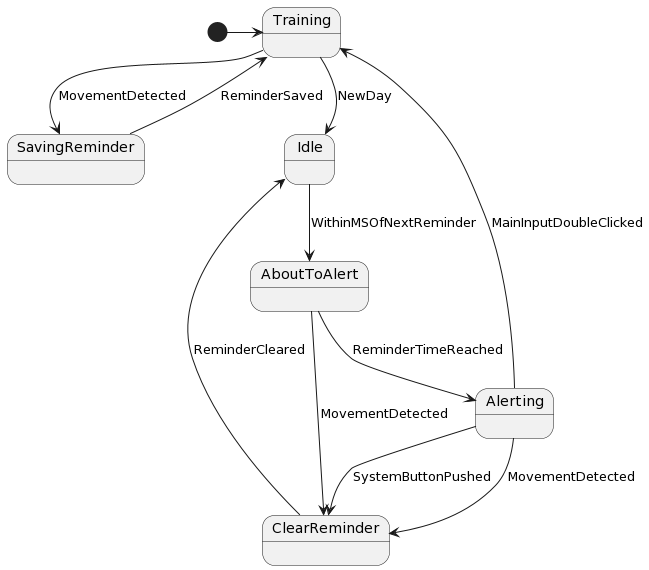 Training
MovementDetected
ReminderSaved
NewDay
SavingReminder
Idle
WithinMSOfNextReminder
MainInputDoubleClicked
AboutToAlert
ReminderCleared
ReminderTimeReached
Alerting
MovementDetected
SystemButtonPushed
MovementDetected
ClearReminder